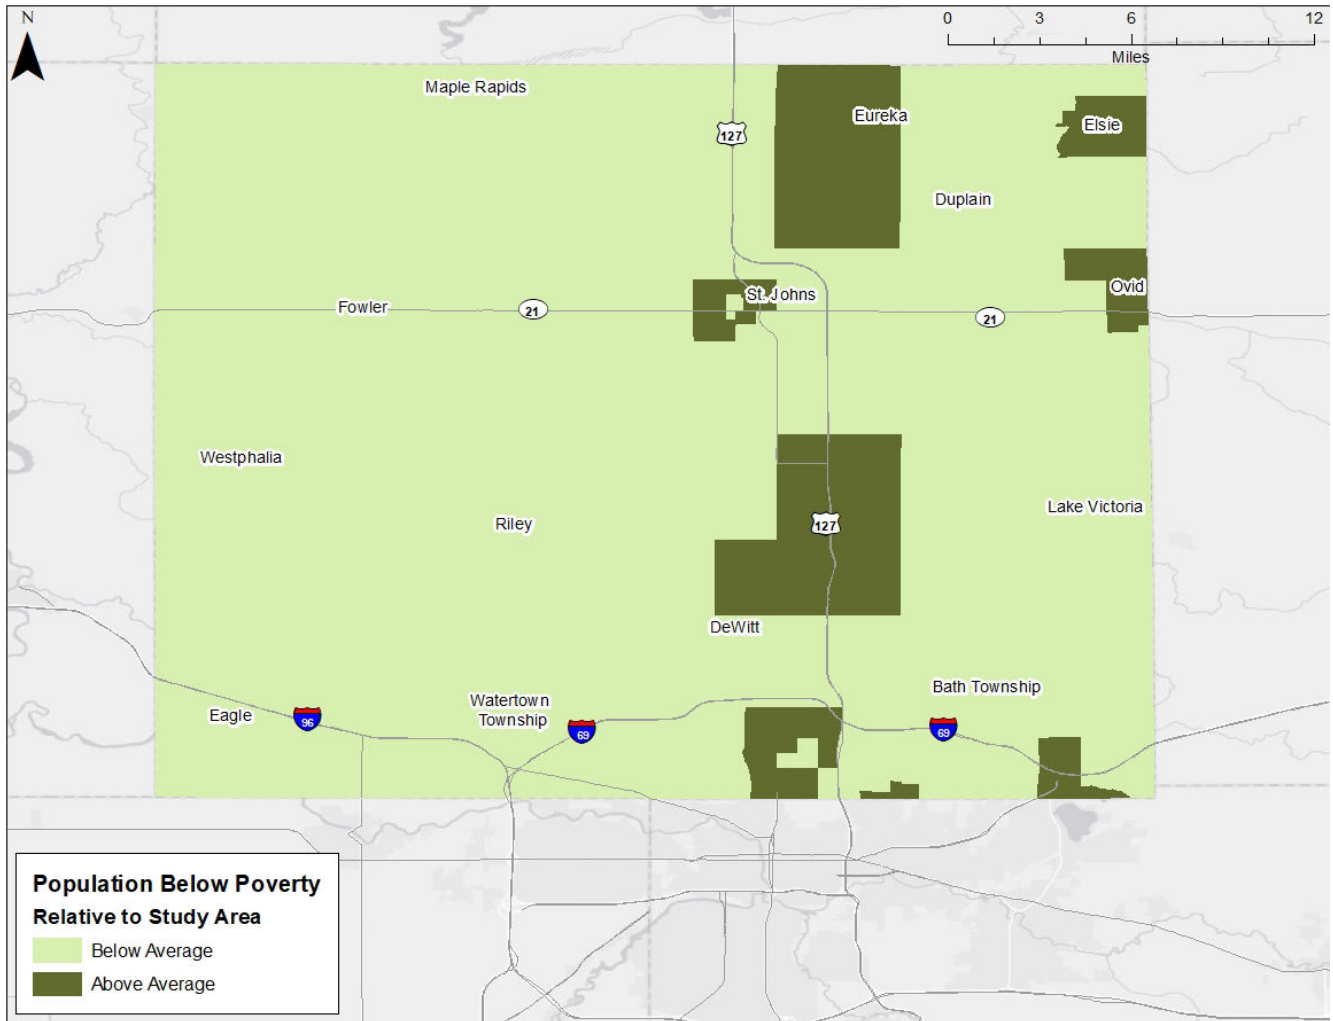 N
0 3 6 12
Miles
Maple Rapids
Eureka
Elsie
127
Duplain
Ovid
St. Johns
Fowler
21
21
Westphalia
Lake Victoria
Riley
127
DeWitt
Bath Township
Watertown
Township
Eagle
96
69
69
Population Below Poverty
Relative to Study Area
Below Average
Above Average